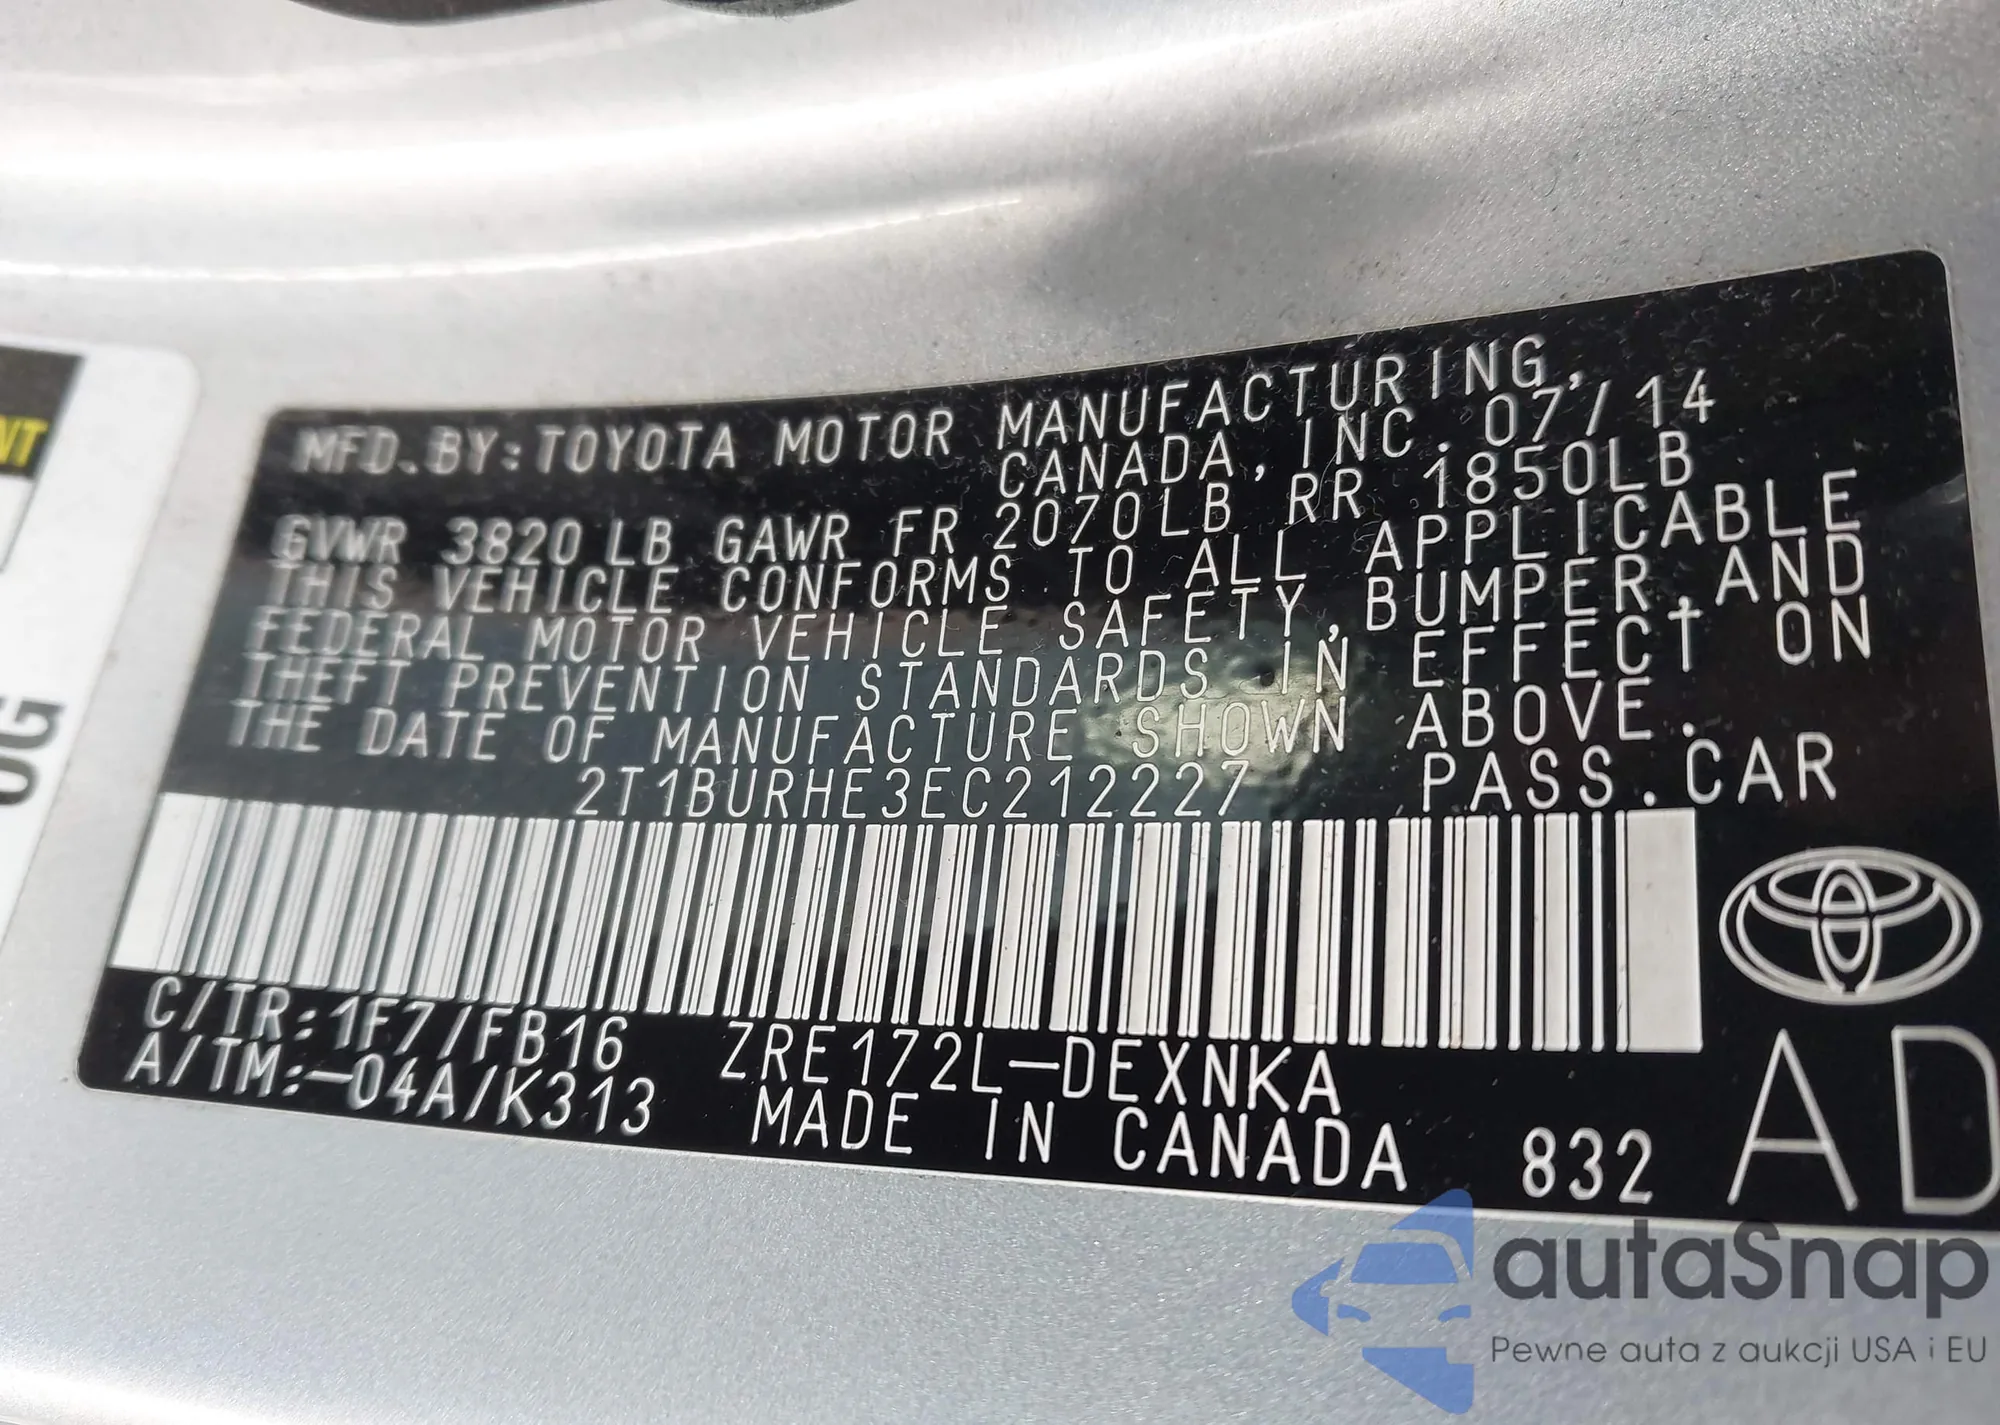 NT
OG
MFD.BY:TOYOTA MOTOR MANUFACTURING,
CANADA, INC. 07/14
GVWR 3820LB GAWR FR 2070LB RR 1850LB
THIS VEHICLE CONFORMS TO ALL APPLICABLE
FEDERAL MOTOR VEHICLE SAFETY, BUMPER, AND
THEFT PREVENTION STANDARDS IN EFFECT ON
THE DATE OF MANUFACTURE SHOWN ABOVE.
2T1BURHE3EC212227 PASS.CAR
C/TR:1F7/FB16 ZRE172L-DEXNKA
A/TM:-04A/K313 MADE IN CANADA 832
AD
autaSnap
Pewne auta z aukcji USA i EU